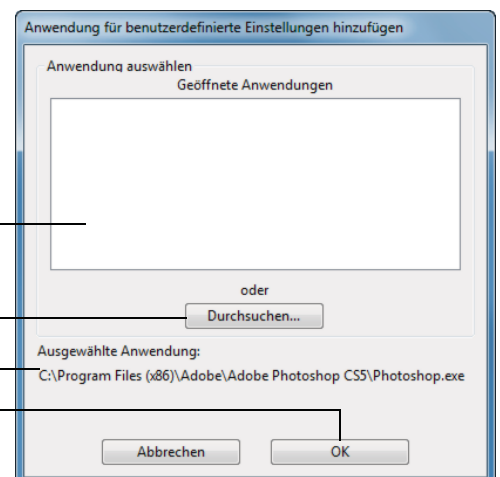 Anwendung für benutzerdefinierte Einstellungen hinzufügen
Anwendung auswählen
Geöffnete Anwendungen
oder
Durchsuchen...
Ausgewählte Anwendung:
C:\Program Files (x86)\Adobe\Adobe Photoshop CS5\Photoshop.exe
Abbrechen OK